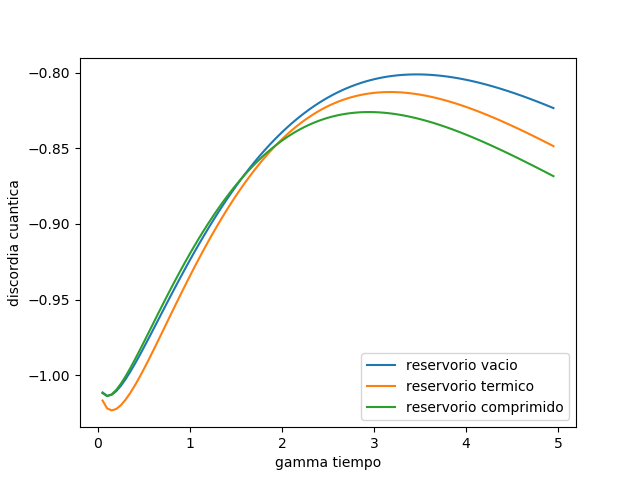 −0.80
−0.85
−0.90
−0.95
−1.00
discordia cuantica
0 1 2 3 4 5
gamma tiempo
reservorio vacio
reservorio termico
reservorio comprimido